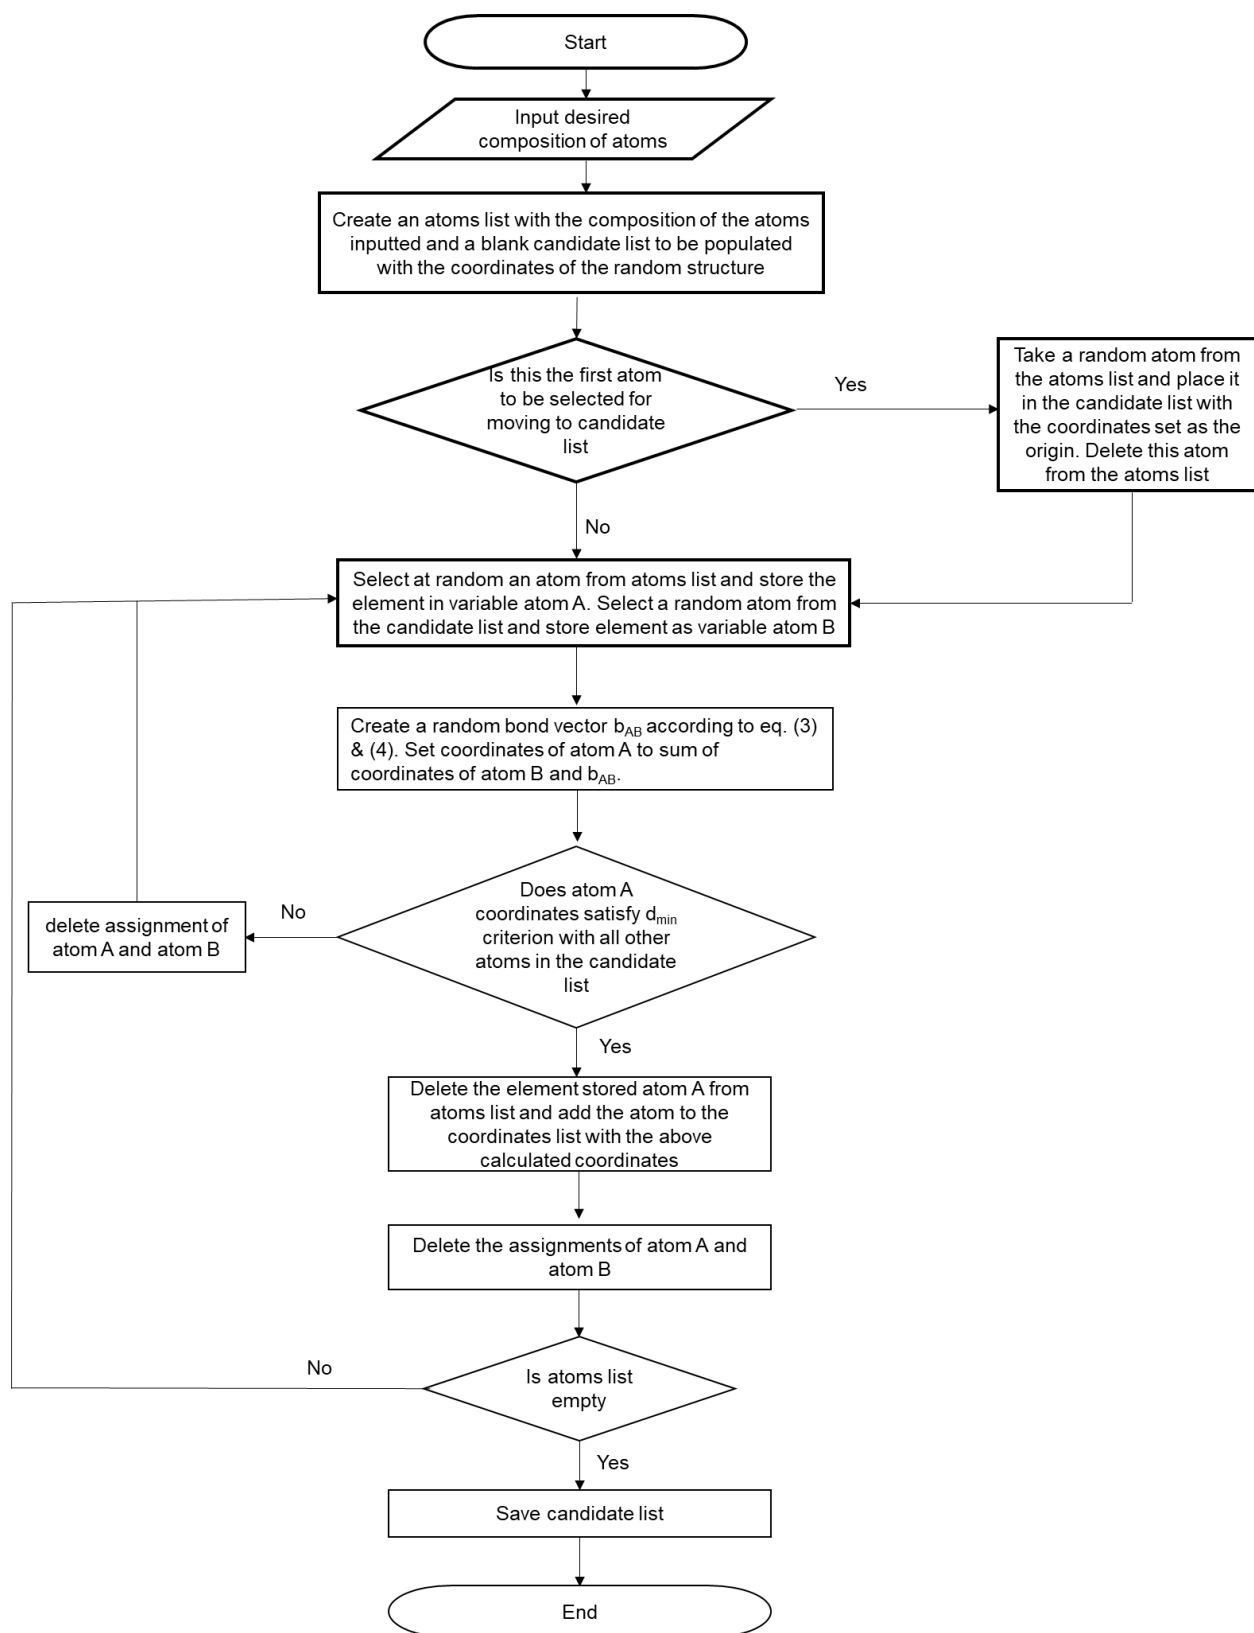 Start
Input desired
composition of atoms
Create an atoms list with the composition of the atoms
inputted and a blank candidate list to be populated
with the coordinates of the random structure
Is this the first atom
to be selected for
moving to candidate
list
Yes
Take a random atom from
the atoms list and place it
in the candidate list with
the coordinates set as the
origin. Delete this atom
from the atoms list
No
Select at random an atom from atoms list and store the
element in variable atom A. Select a random atom from
the candidate list and store element as variable atom B
Create a random bond vector b_AB according to eq. (3)
& (4). Set coordinates of atom A to sum of
coordinates of atom B and b_AB.
Does atom A
coordinates satisfy d_min
criterion with all other
atoms in the candidate
list
No
delete assignment of
atom A and atom B
Yes
Delete the element stored atom A from
atoms list and add the atom to the
coordinates list with the above
calculated coordinates
Delete the assignments of atom A and
atom B
No
Is atoms list
empty
Yes
Save candidate list
End